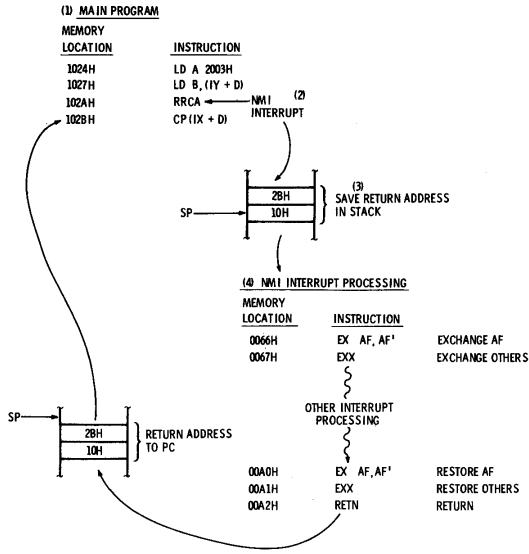 (1) MAIN PROGRAM
MEMORY
LOCATION INSTRUCTION
1024H LD A 2003H
1027H LD B, (IY + D)
102AH RRCA
102BH CP (IX + D)
NMI (2)
INTERRUPT
(3)
2BH
10H
SP
SAVE RETURN ADDRESS
IN STACK
(4) NMI INTERRUPT PROCESSING
MEMORY
LOCATION INSTRUCTION
0066H EX AF, AF' EXCHANGE AF
0067H EXX EXCHANGE OTHERS
OTHER INTERRUPT
PROCESSING
SP
2BH
10H
RETURN ADDRESS
TO PC
00A0H EX AF, AF' RESTORE AF
00A1H EXX RESTORE OTHERS
00A2H RETN RETURN